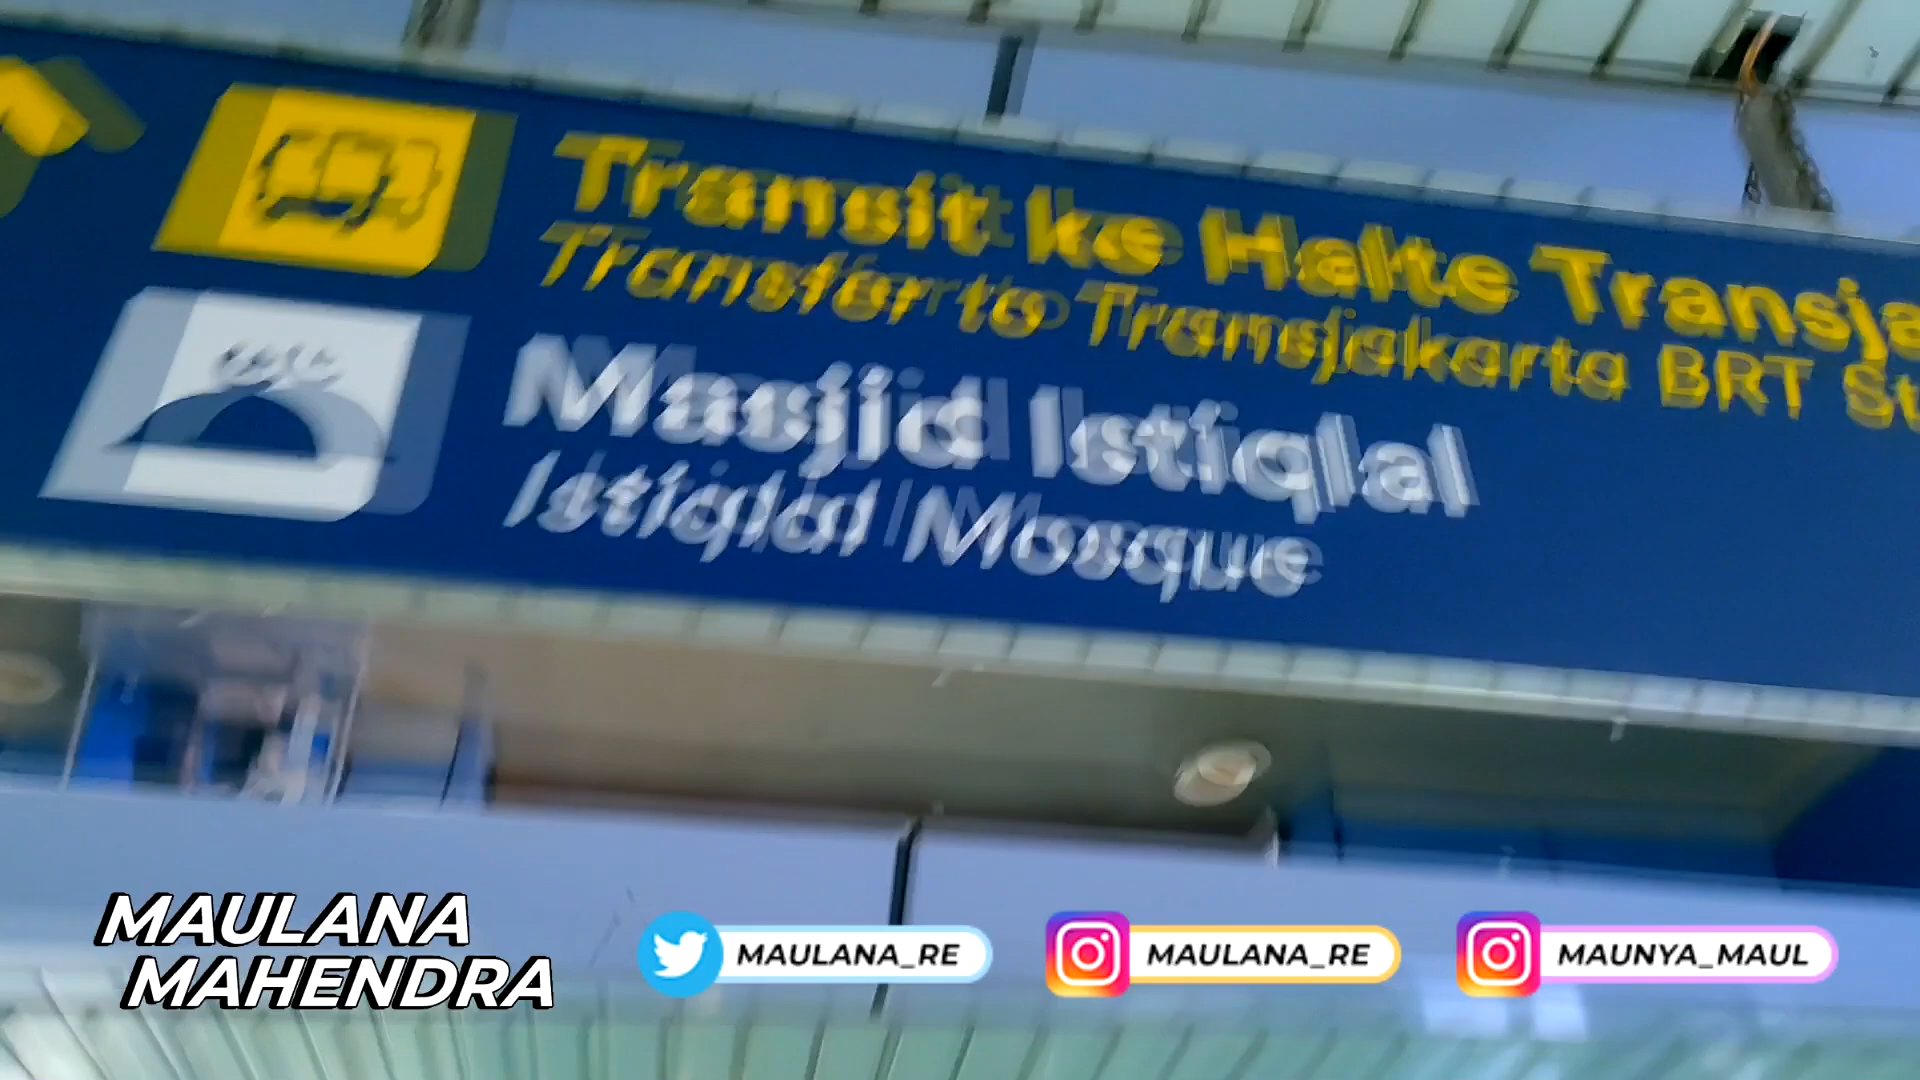 Transit ke Halte Transja
Transfer to Transjakarta BRT St
Masjid Istiqlal
Istiqlal Mosque
MAULANA
MAHENDRA
MAULANA_RE
MAULANA_RE
MAUNYA_MAUL